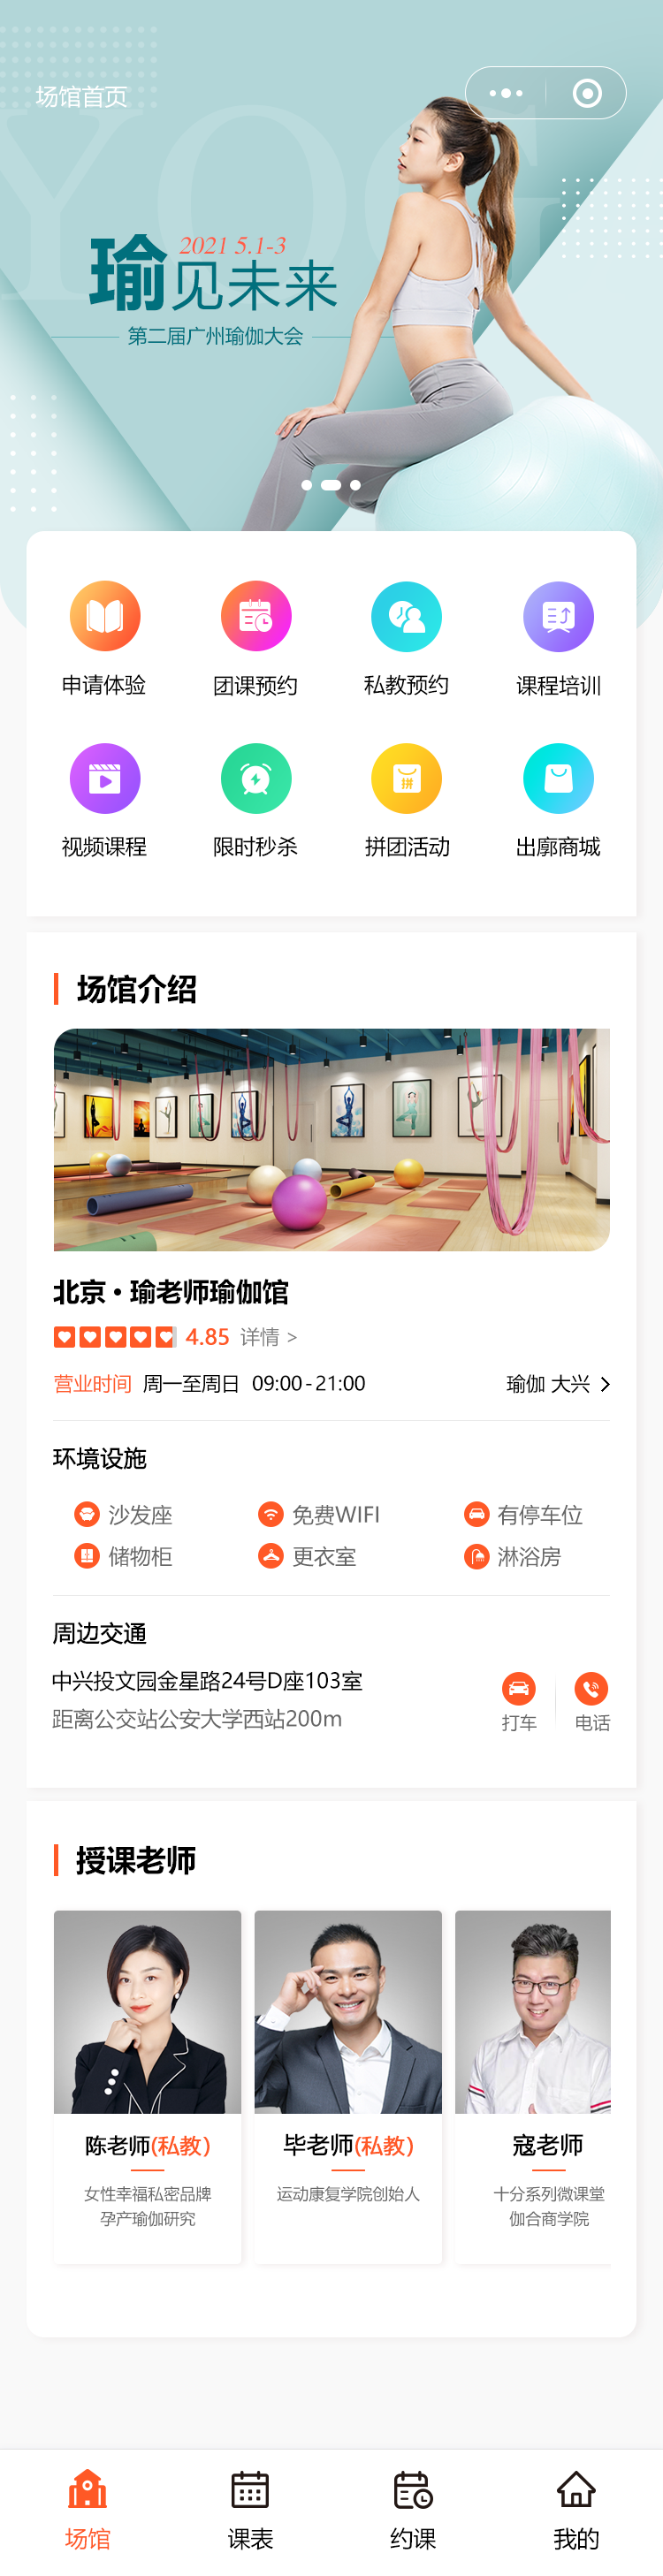 场馆首页
YOG
2021 5.1-3
瑜见未来
第二届广州瑜伽大会
申请体验 团课预约 私教预约 课程培训
拼
视频课程 限时秒杀 拼团活动 出廓商城
场馆介绍
北京·瑜老师瑜伽馆
4.85 详情 >
营业时间 周一至周日 09:00-21:00 瑜伽 大兴
环境设施
沙发座 免费WIFI 有停车位
储物柜 更衣室 淋浴房
周边交通
中兴投文园金星路24号D座103室
距离公交站公安大学西站200m
打车 电话
授课老师
陈老师(私教) 毕老师(私教) 寇老师
女性幸福私密品牌 运动康复学院创始人 十分系列微课堂
孕产瑜伽研究 伽合商学院
场馆 课表 约课 我的